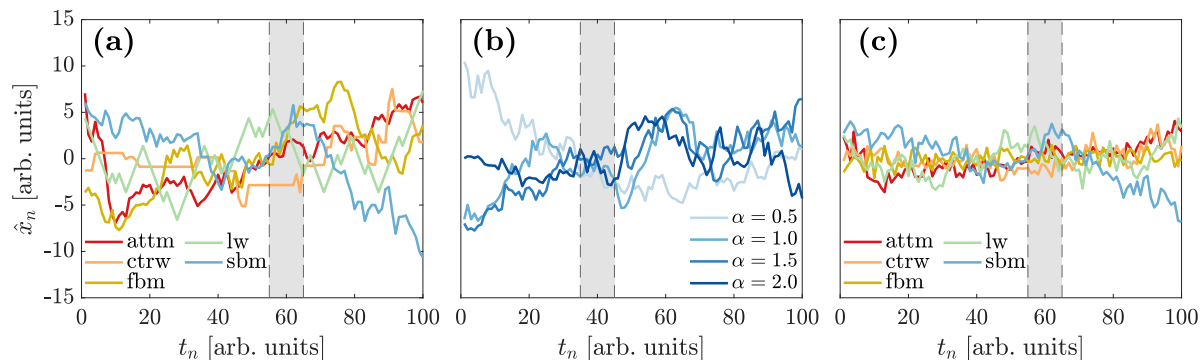 15
10
5
0
-5
-10
-15
x̂ₙ [arb. units]
(a)
attm
ctrw
fbm
lw
sbm
0 20 40 60 80 100
tₙ [arb. units]
(b)
α = 0.5
α = 1.0
α = 1.5
α = 2.0
0 20 40 60 80 100
tₙ [arb. units]
(c)
attm
ctrw
fbm
lw
sbm
0 20 40 60 80 100
tₙ [arb. units]